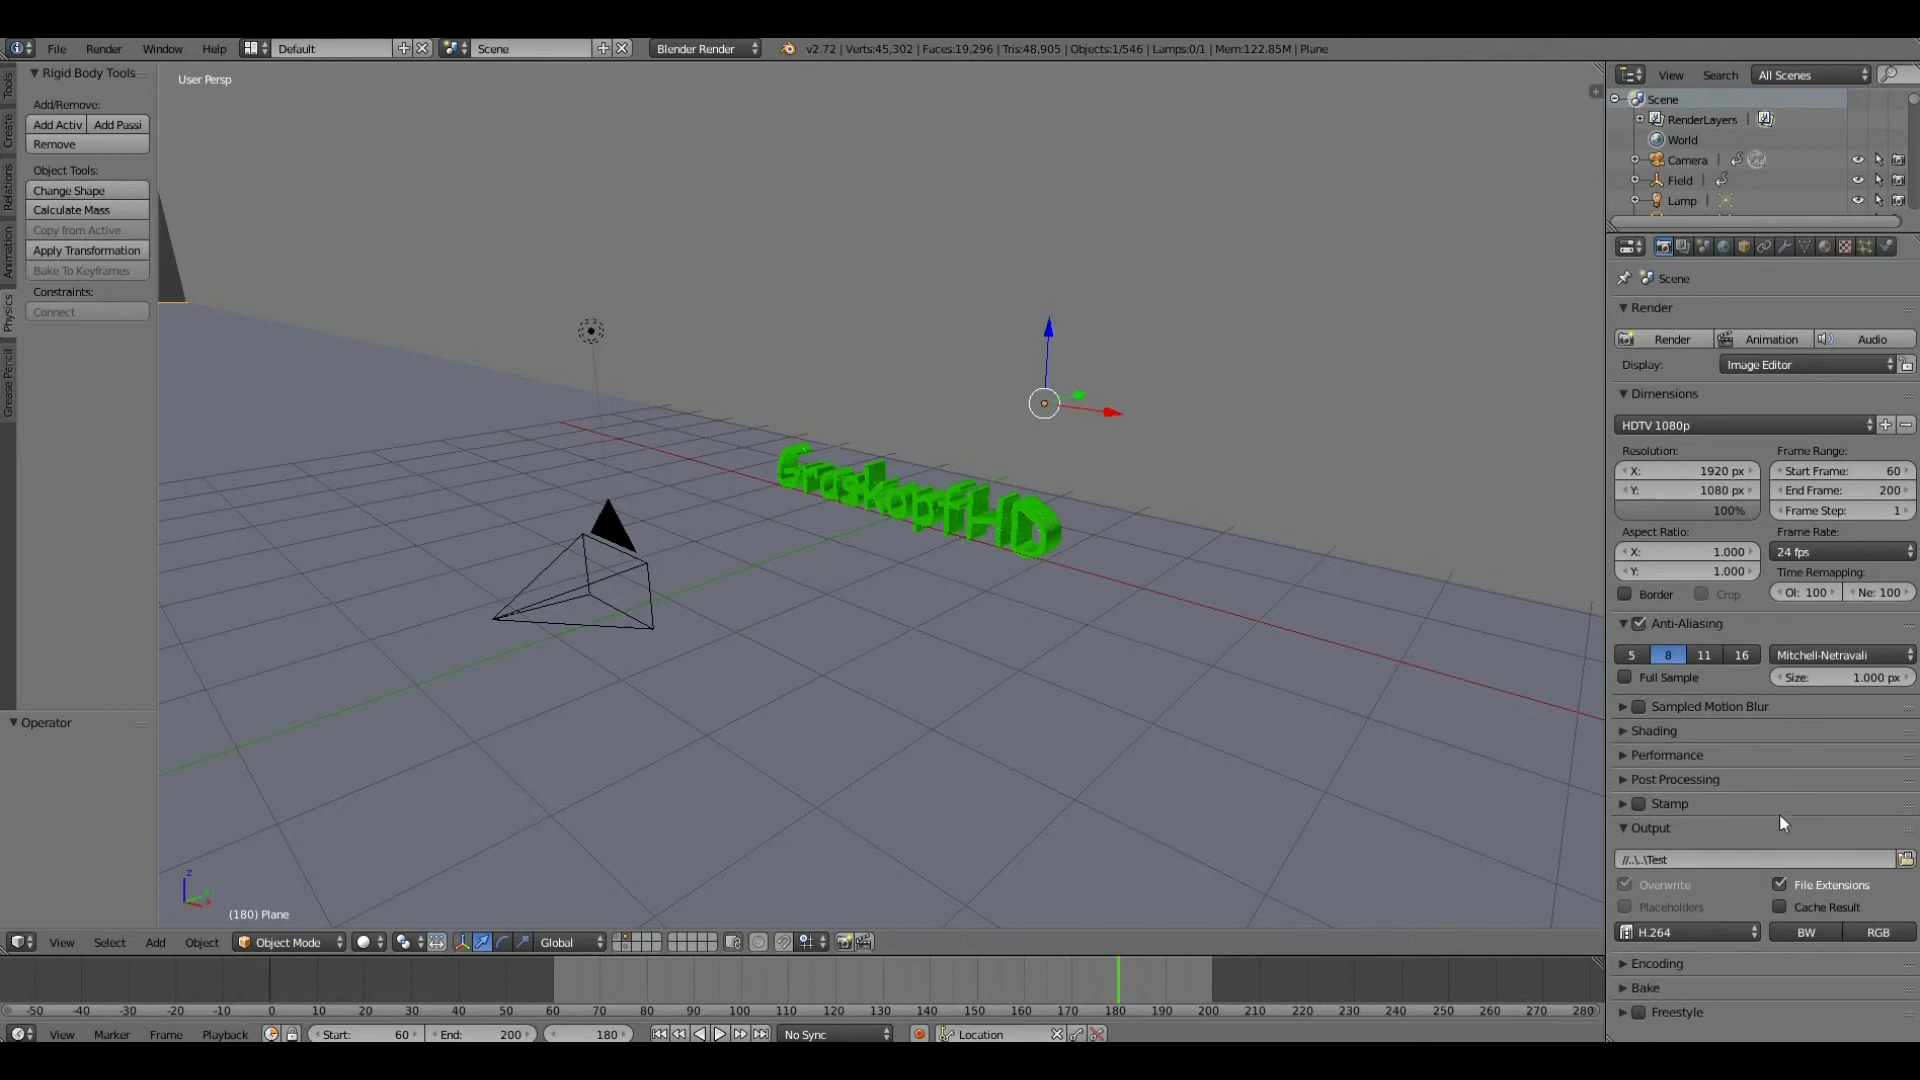 File Render Window Help Default Scene Blender Render v2.72 | Verts:45,302 | Faces:19,296 | Tris:48,905 | Objects:1/546 | Lamps:0/1 | Mem:122.85M | Plane
Rigid Body Tools
Add/Remove:
Add Activ Add Passi
Remove
Object Tools:
Change Shape
Calculate Mass
Copy from Active
Apply Transformation
Bake To Keyframes
Constraints:
Connect
Operator
Tools
Create
Relations
Animation
Physics
Grease Pencil
User Persp
GraskopfHD
z
x
(180) Plane
View Select Add Object Object Mode Global
-50 -40 -30 -20 -10 0 10 20 30 40 50 60 70 80 90 100 110 120 130 140 150 160 170 180 190 200 210 220 230 240 250 260 270 280
View Marker Frame Playback Start: 60 End: 200 180 No Sync Location
View Search All Scenes
Scene
RenderLayers
World
Camera
Field
Lamp
Scene
Render
Render Animation Audio
Display: Image Editor
Dimensions
HDTV 1080p
Resolution: Frame Range:
X: 1920 px Start Frame: 60
Y: 1080 px End Frame: 200
100% Frame Step: 1
Aspect Ratio: Frame Rate:
X: 1.000 24 fps
Y: 1.000 Time Remapping:
Border Crop Ol: 100 Ne: 100
Anti-Aliasing
5 8 11 16 Mitchell-Netravali
Full Sample Size: 1.000 px
Sampled Motion Blur
Shading
Performance
Post Processing
Stamp
Output
//..\..\Test
Overwrite File Extensions
Placeholders Cache Result
H.264 BW RGB
Encoding
Bake
Freestyle